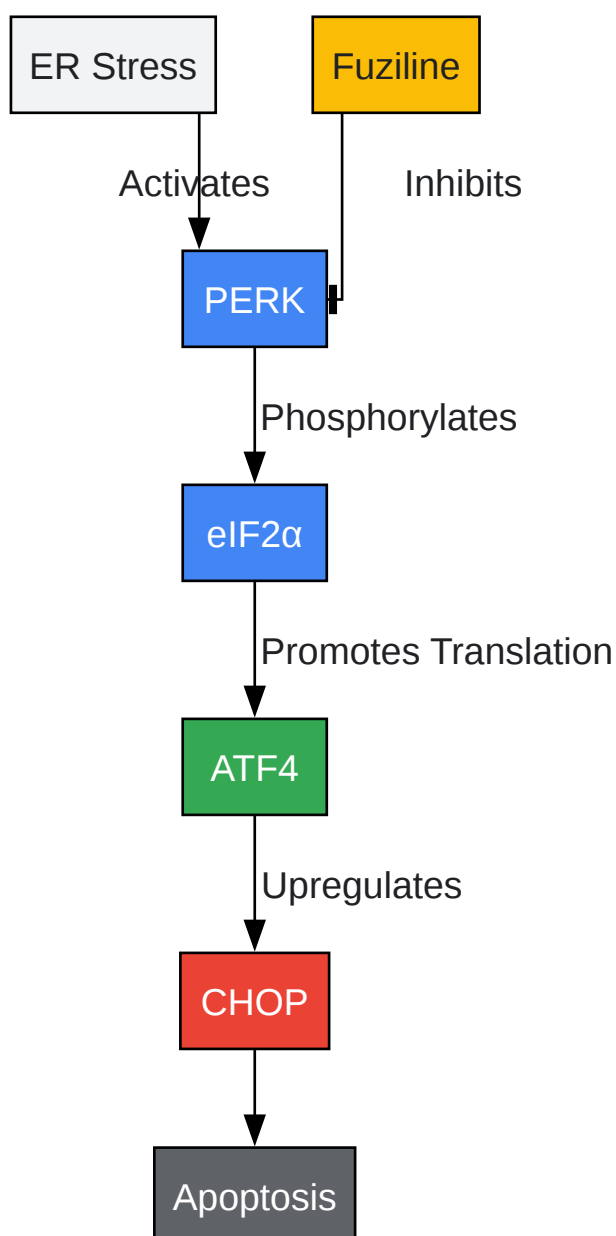 ER Stress
Fuziline
Activates
Inhibits
PERK
Phosphorylates
eIF2α
Promotes Translation
ATF4
Upregulates
CHOP
Apoptosis